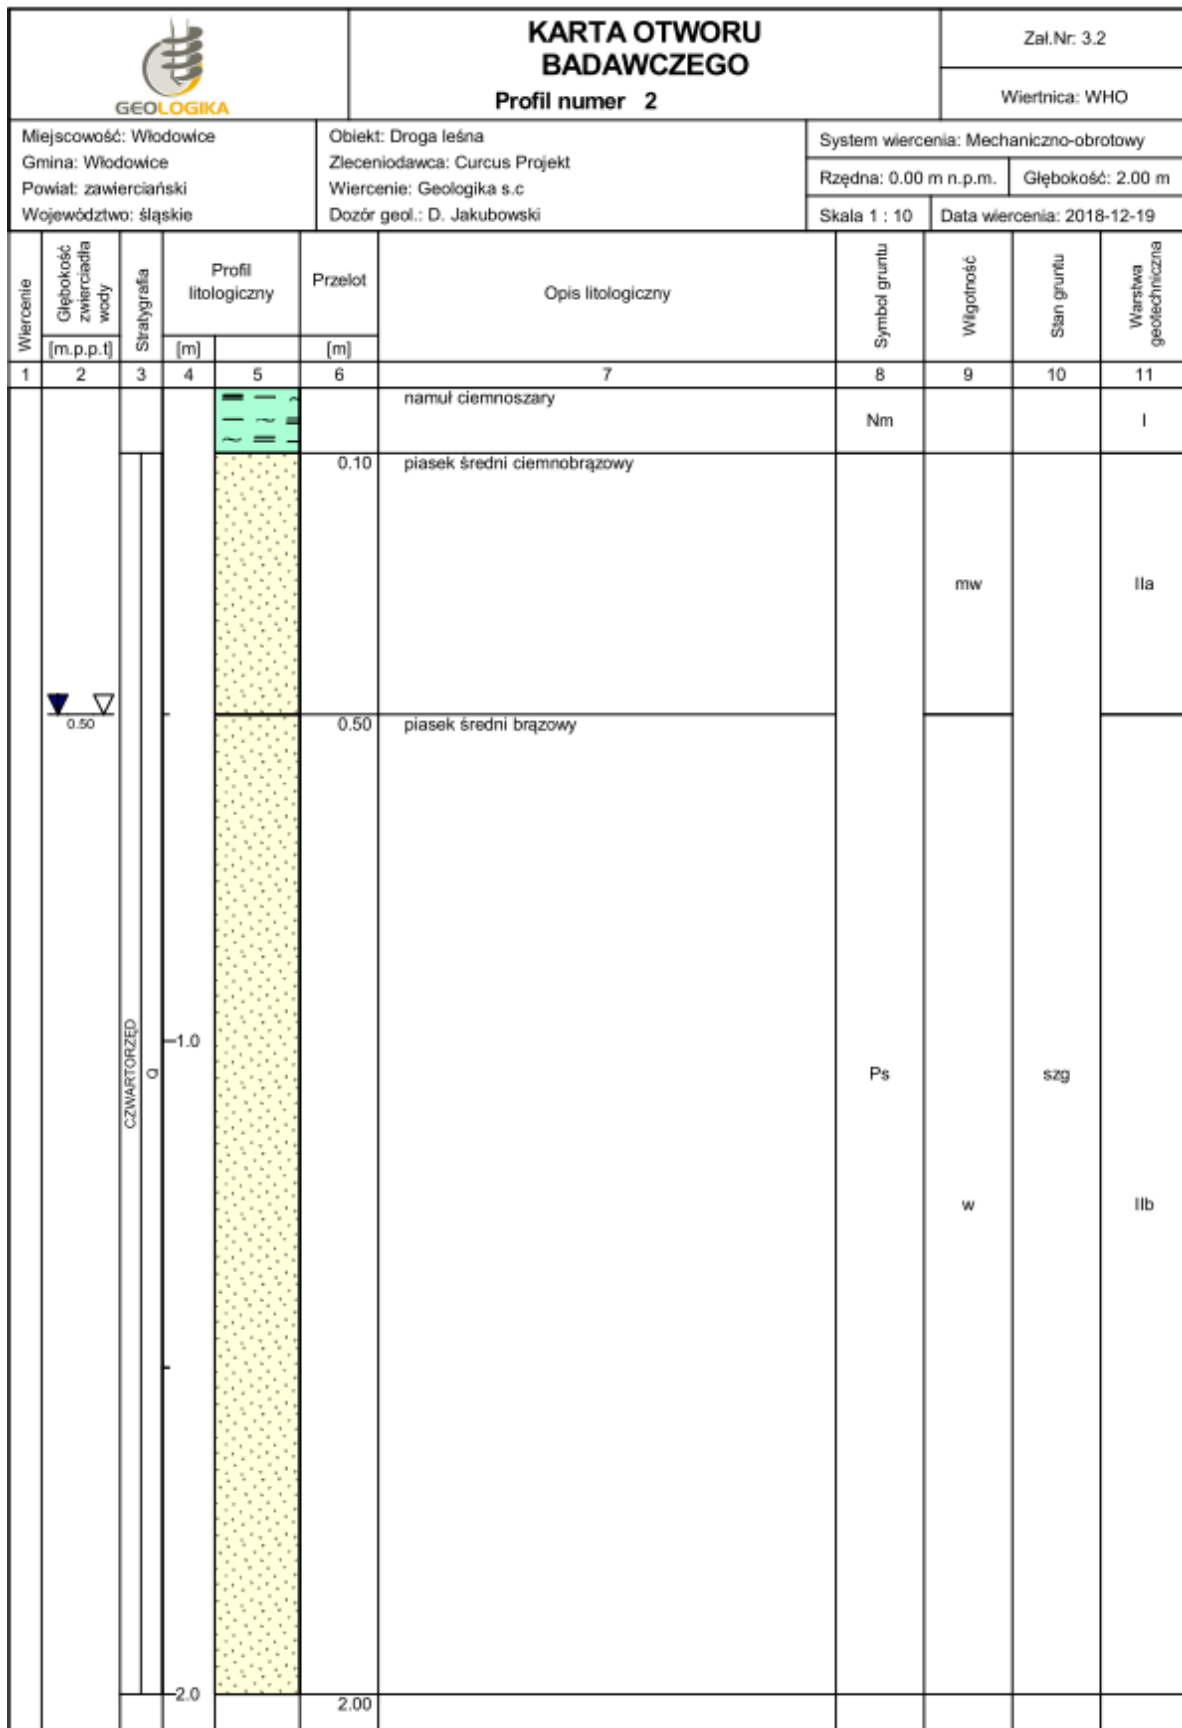 GEOLOGIKA
KARTA OTWORU
BADAWCZEGO
Profil numer 2
Zał.Nr: 3.2
Wiertnica: WHO
Miejscowość: Włodowice
Gmina: Włodowice
Powiat: zawierciański
Województwo: śląskie
Obiekt: Droga leśna
Zleceniodawca: Curcus Projekt
Wiercenie: Geologika s.c
Dozór geol.: D. Jakubowski
System wiercenia: Mechaniczno-obrotowy
Rzędna: 0.00 m n.p.m.
Głębokość: 2.00 m
Skala 1 : 10
Data wiercenia: 2018-12-19
Wiercenie
Głębokość
zwierciadła
wody
[m.p.p.t]
Stratygrafia
Profil
litologiczny
[m]
Przelot
[m]
Opis litologiczny
Symbol gruntu
Wilgotność
Stan gruntu
Warstwa
geotechniczna
1 2 3 4 5 6 7 8 9 10 11
namuł ciemnoszary
Nm
I
0.10
piasek średni ciemnobrązowy
mw
IIa
0.50
0.50
piasek średni brązowy
CZWARTORZĘD
Q
1.0
Ps
szg
w
IIb
2.0
2.00